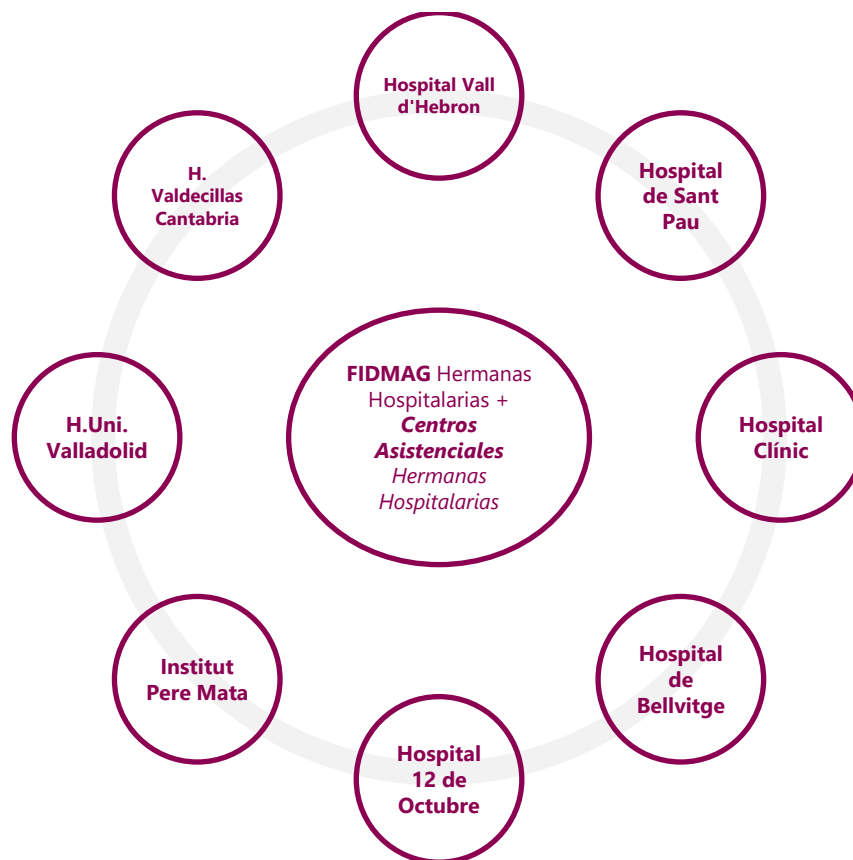 Hospital Vall
d'Hebron
Hospital
de Sant
Pau
Hospital
Clínic
Hospital
de
Bellvitge
Hospital
12 de
Octubre
Institut
Pere Mata
H.Uni.
Valladolid
H.
Valdecillas
Cantabria
FIDMAG Hermanas
Hospitalarias +
Centros
Asistenciales
Hermanas
Hospitalarias